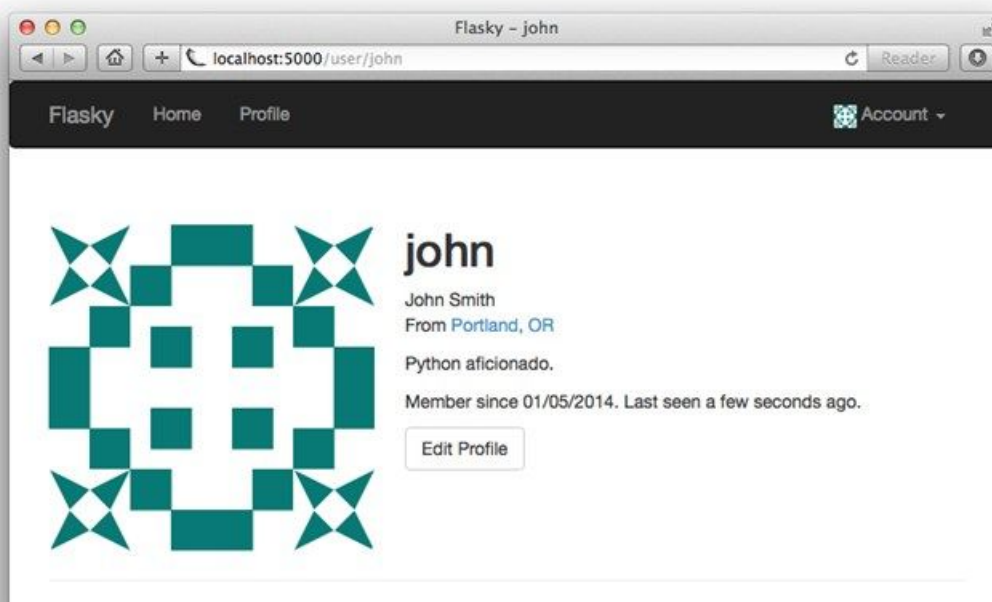 Flasky – john
localhost:5000/user/john
Reader
Flasky Home Profile Account
john
John Smith
From Portland, OR
Python aficionado.
Member since 01/05/2014. Last seen a few seconds ago.
Edit Profile